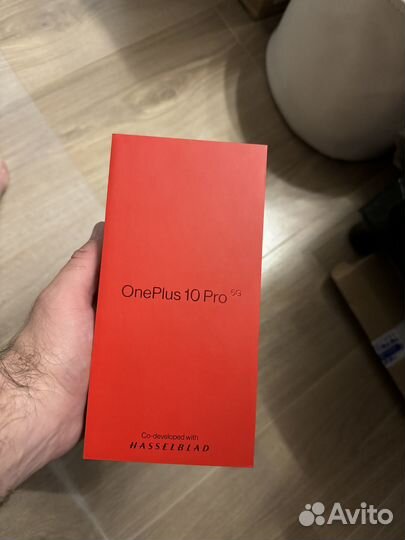 OnePlus 10 Pro 5G
Co-developed with
HASSELBLAD
Avito